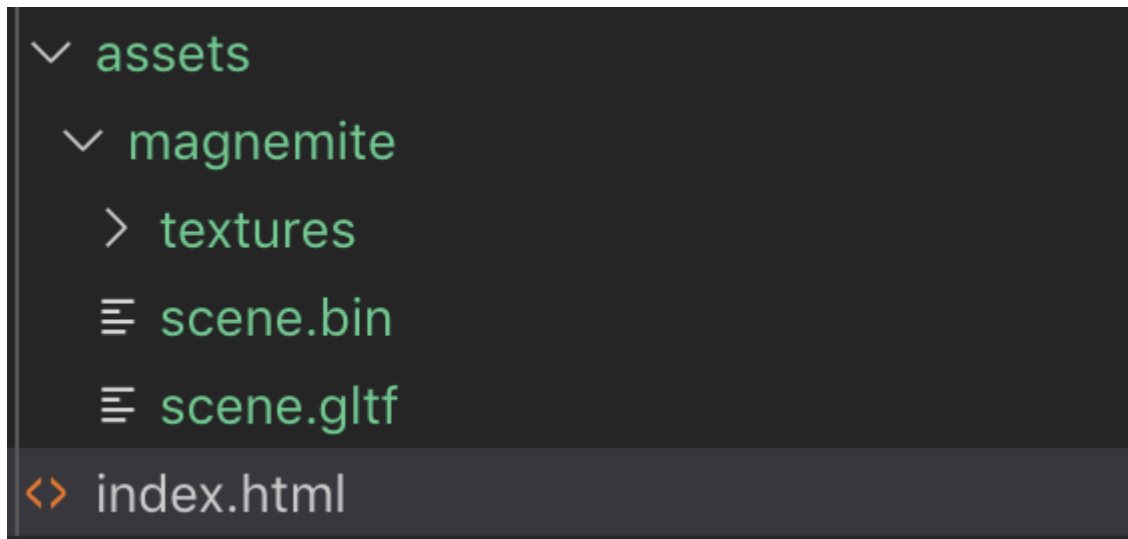 assets
magnemite
textures
scene.bin
scene.gltf
index.html